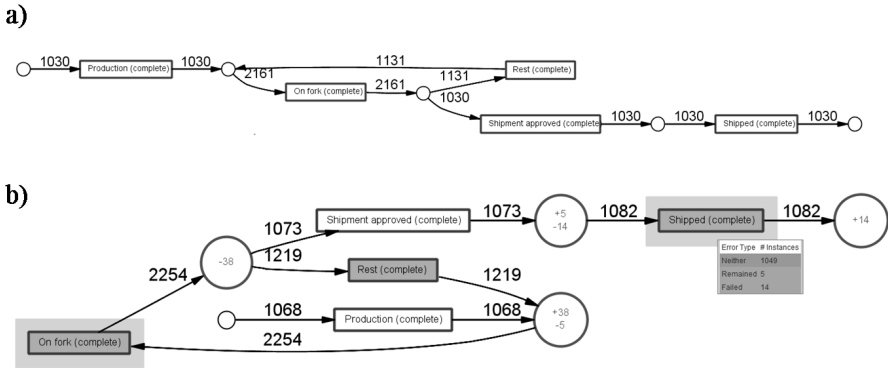 a)
1030
Production (complete)
1030
2161
1131
Rest (complete)
On fork (complete)
2161
1131
1030
Shipment approved (complete
1030
1030
Shipped (complete)
1030
b)
1073
Shipment approved (complete)
1073
+5
-14
1082
Shipped (complete)
1082
+14
Error Type # Instances
Neither 1049
Remained 5
Failed 14
2254
-38
1219
Rest (complete)
1219
1068
Production (complete)
1068
+38
-5
On fork (complete)
2254